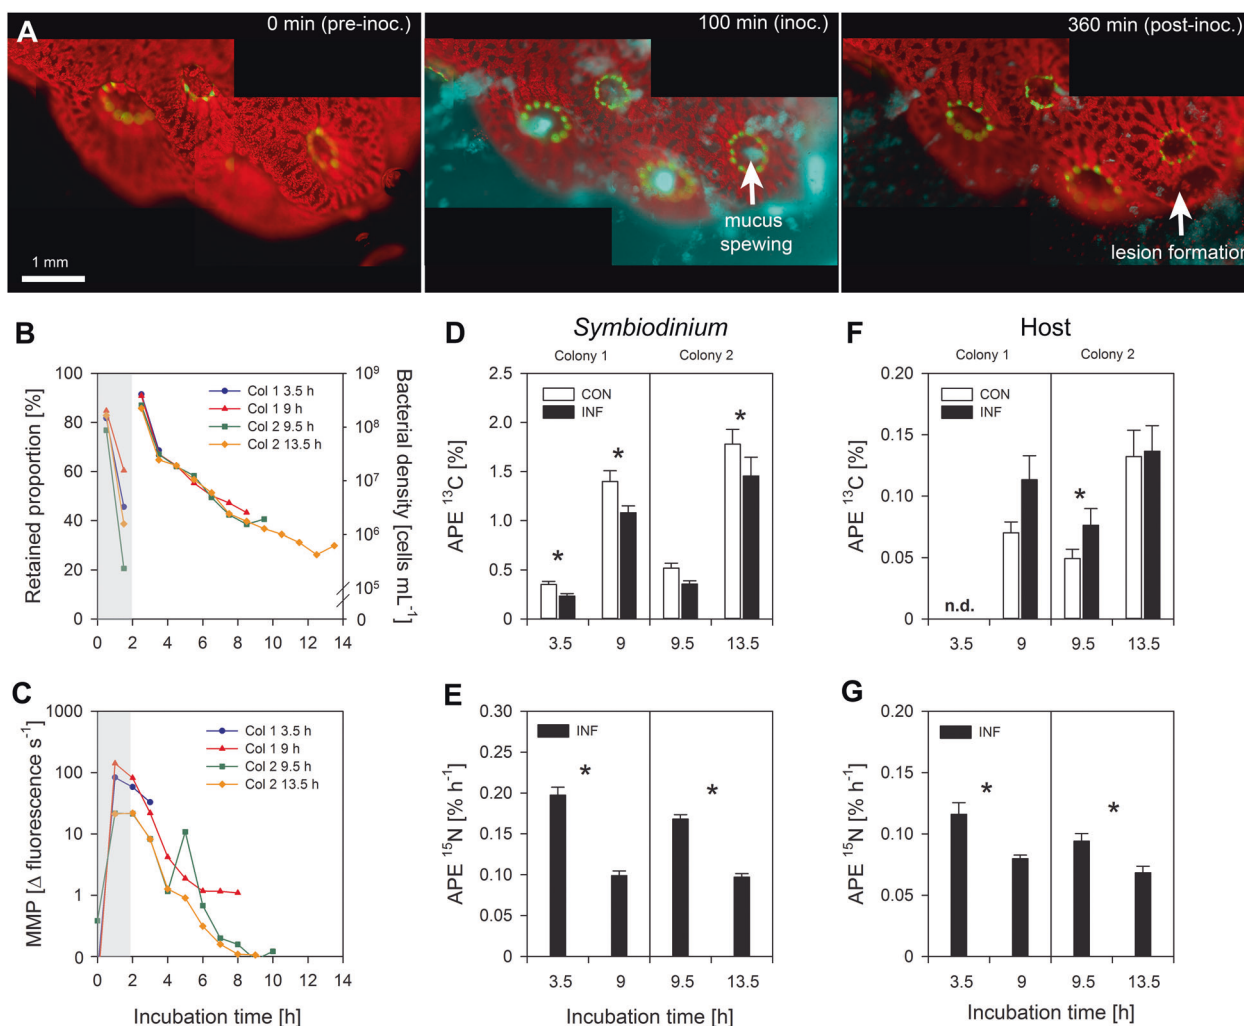 A
0 min (pre-inoc.)
100 min (inoc.)
360 min (post-inoc.)
mucus
spewing
lesion formation
1 mm
B
Retained proportion [%]
100
80
60
40
20
0
Col 1 3.5 h
Col 1 9 h
Col 2 9.5 h
Col 2 13.5 h
10⁹
10⁸
10⁷
10⁶
10⁵
0
Bacterial density [cells mL⁻¹]
0 2 4 6 8 10 12 14
C
MMP [Δ fluorescence s⁻¹]
1000
100
10
1
0
Col 1 3.5 h
Col 1 9 h
Col 2 9.5 h
Col 2 13.5 h
0 2 4 6 8 10 12 14
Incubation time [h]
Symbiodinium
D
Colony 1
Colony 2
APE ¹³C [%]
2.5
2.0
1.5
1.0
0.5
0
CON
INF
*
*
*
3.5 9 9.5 13.5
E
APE ¹⁵N [% h⁻¹]
0.30
0.25
0.20
0.15
0.10
0.05
0
INF
*
*
3.5 9 9.5 13.5
Incubation time [h]
Host
F
Colony 1
Colony 2
APE ¹³C [%]
0.20
0.15
0.10
0.05
0
CON
INF
*
n.d.
3.5 9 9.5 13.5
G
APE ¹⁵N [% h⁻¹]
0.20
0.15
0.10
0.05
0
INF
*
*
3.5 9 9.5 13.5
Incubation time [h]